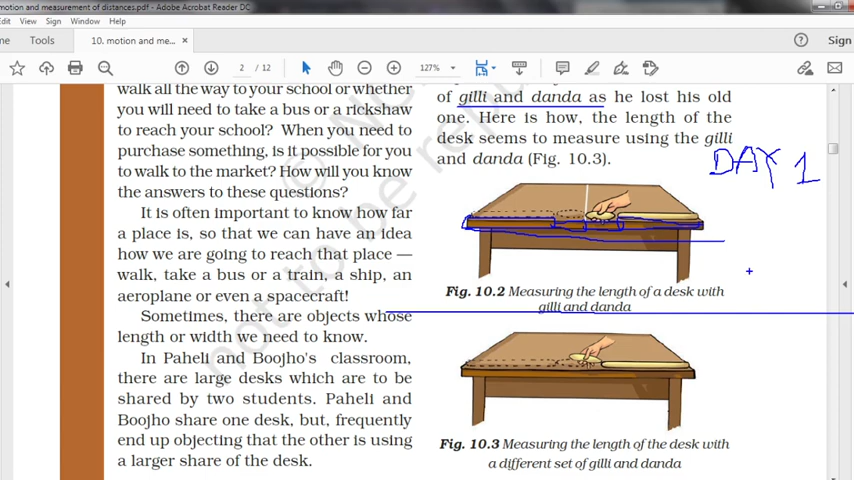 motion and measurement of distances.pdf - Adobe Acrobat Reader DC
Edit View Sign Window Help
me Tools 10. motion and me... × Sign
2 / 12 127%
walk all the way to your school or whether
you will need to take a bus or a rickshaw
to reach your school? When you need to
purchase something, is it possible for you
to walk to the market? How will you know
the answers to these questions?
It is often important to know how far
a place is, so that we can have an idea
how we are going to reach that place —
walk, take a bus or a train, a ship, an
aeroplane or even a spacecraft!
Sometimes, there are objects whose
length or width we need to know.
In Paheli and Boojho's classroom,
there are large desks which are to be
shared by two students. Paheli and
Boojho share one desk, but, frequently
end up objecting that the other is using
a larger share of the desk.
of gilli and danda as he lost his old
one. Here is how, the length of the
desk seems to measure using the gilli
and danda (Fig. 10.3).
DAY 1
Fig. 10.2 Measuring the length of a desk with
gilli and danda
Fig. 10.3 Measuring the length of the desk with
a different set of gilli and danda
not to be